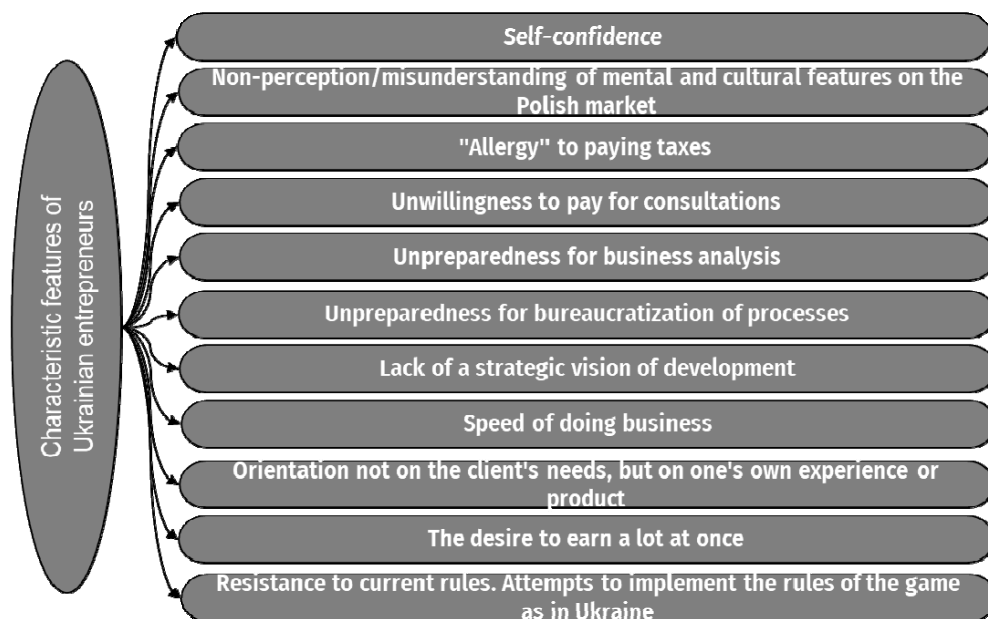 Characteristic features of
Ukrainian entrepreneurs
Self-confidence
Non-perception/misunderstanding of mental and cultural features on the
Polish market
"Allergy" to paying taxes
Unwillingness to pay for consultations
Unpreparedness for business analysis
Unpreparedness for bureaucratization of processes
Lack of a strategic vision of development
Speed of doing business
Orientation not on the client's needs, but on one's own experience or
product
The desire to earn a lot at once
Resistance to current rules. Attempts to implement the rules of the game
as in Ukraine